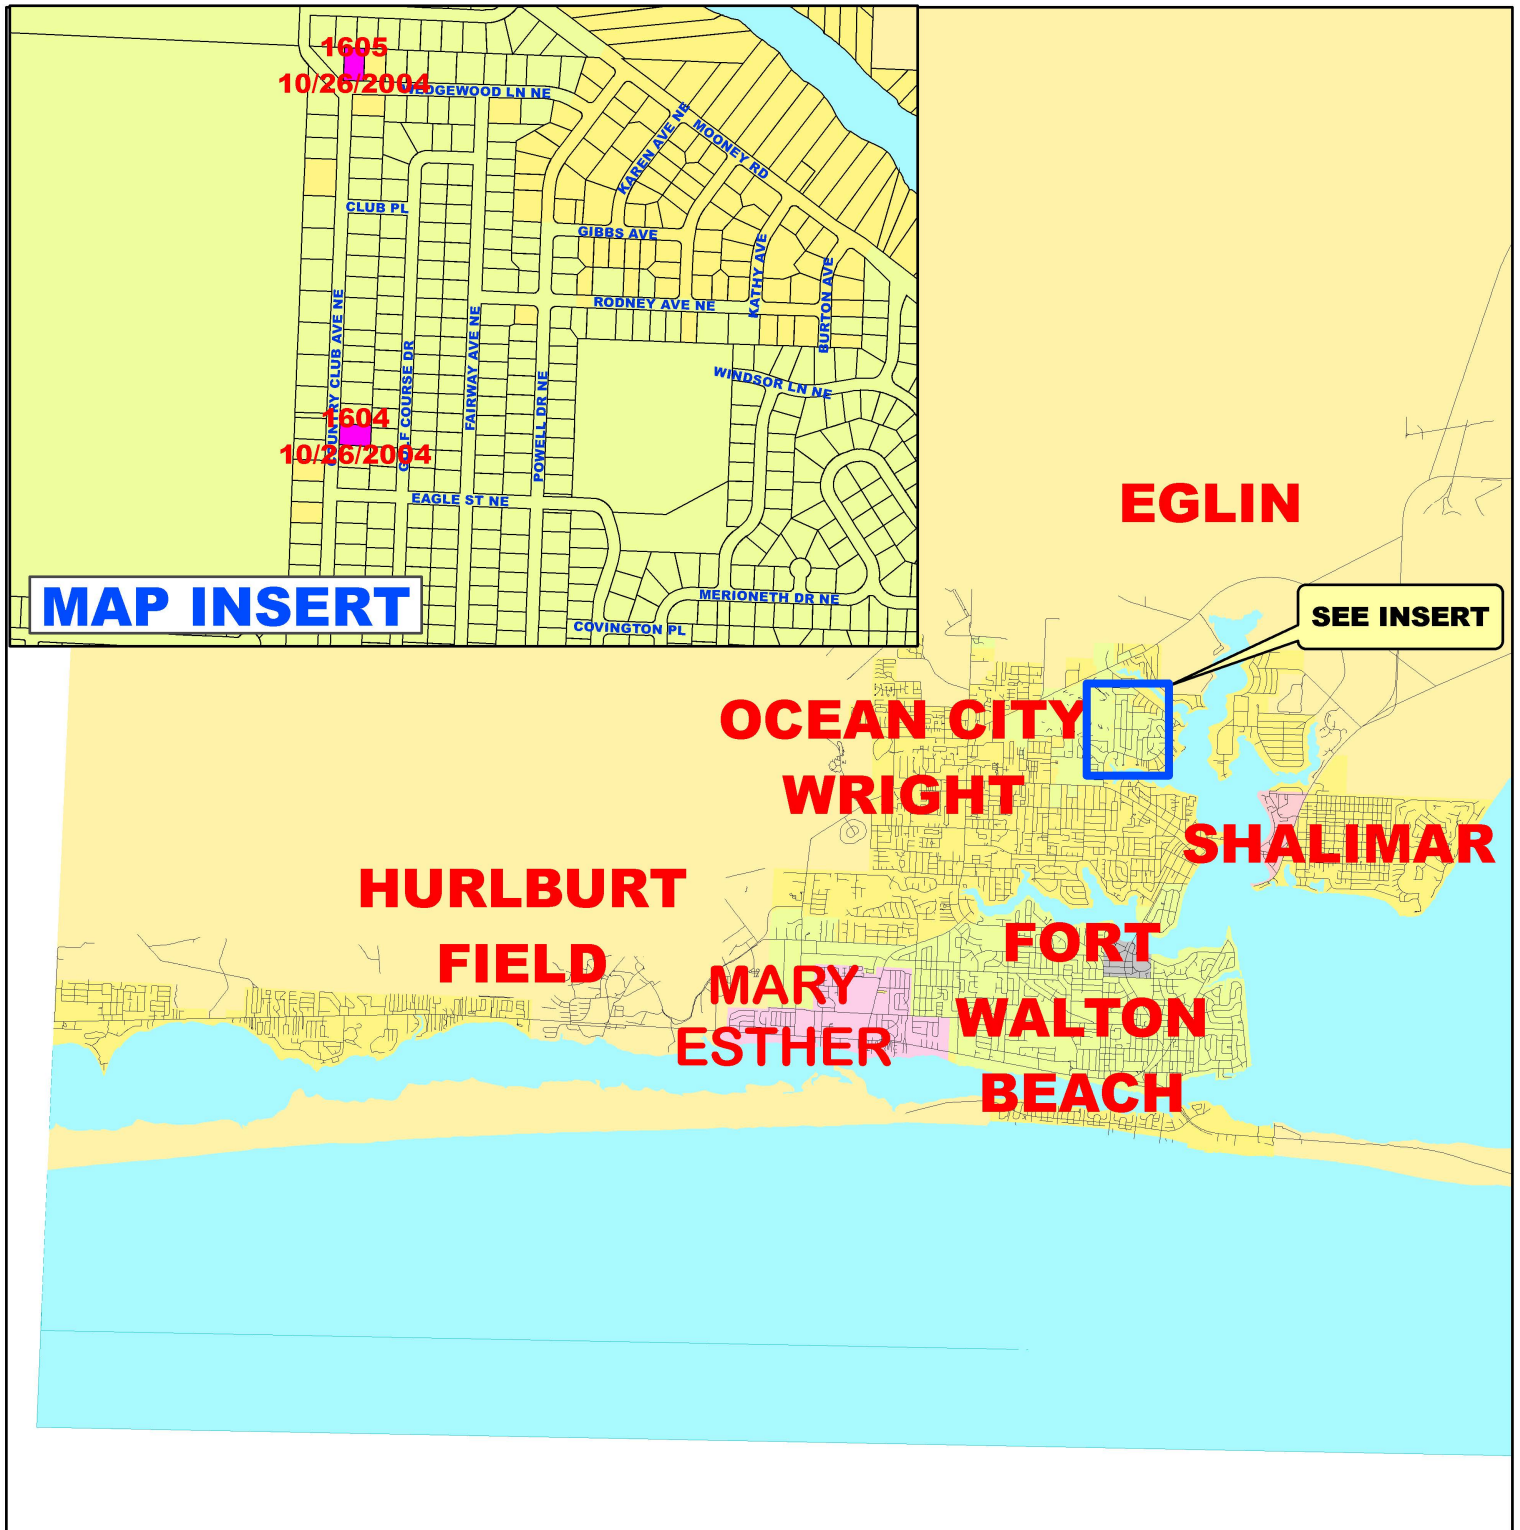 1605
10/26/2004
WEDGEWOOD LN NE
KAREN AVE NE
MOONEY RD
CLUB PL
GIBBS AVE
KATHY AVE
BURTON AVE
RODNEY AVE NE
COUNTRY CLUB AVE NE
GOLF COURSE DR
FAIRWAY AVE NE
POWELL DR NE
WINDSOR LN NE
1604
10/26/2004
EAGLE ST NE
MERIONETH DR NE
COVINGTON PL
MAP INSERT
EGLIN
SEE INSERT
OCEAN CITY
WRIGHT
SHALIMAR
HURLBURT
FIELD
MARY
ESTHER
FORT
WALTON
BEACH